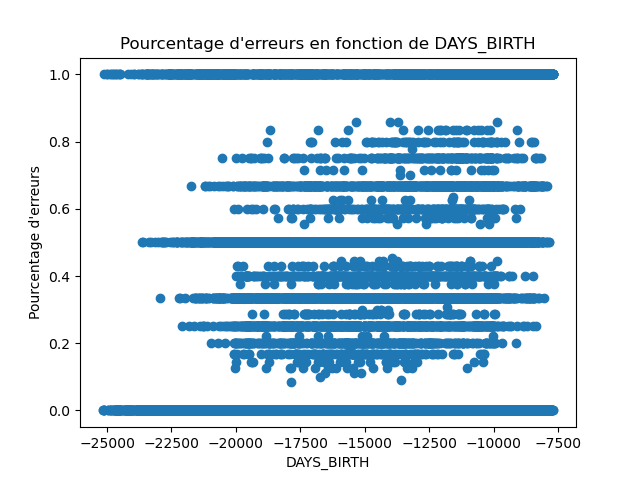 Pourcentage d'erreurs en fonction de DAYS_BIRTH
1.0
0.8
0.6
0.4
0.2
0.0
Pourcentage d'erreurs
−25000 −22500 −20000 −17500 −15000 −12500 −10000 −7500
DAYS_BIRTH